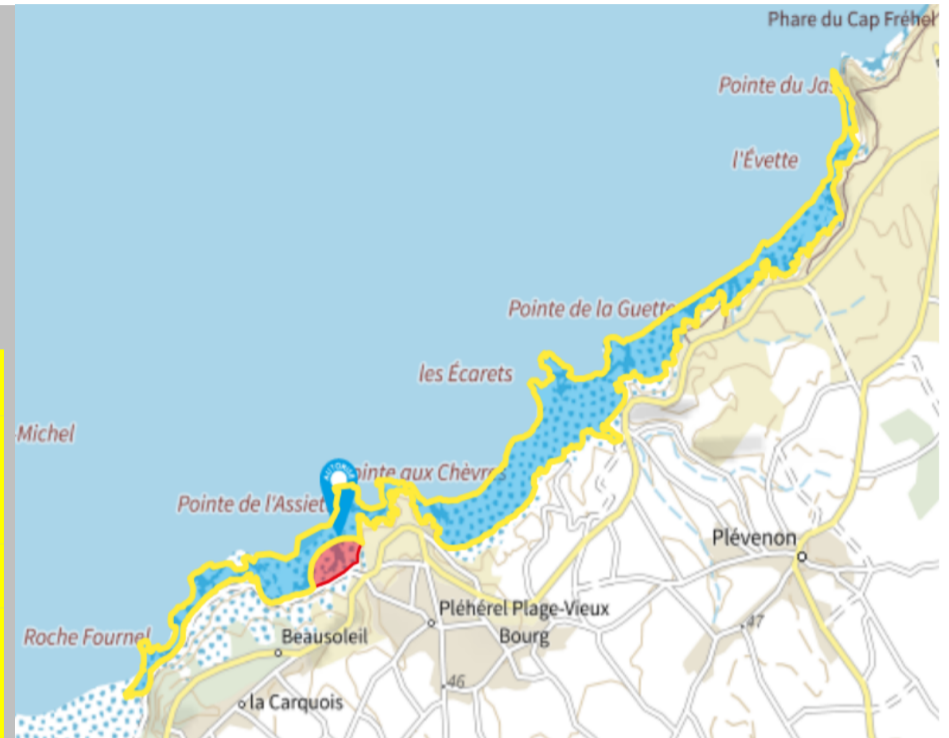 Phare du Cap Fréhel
Pointe du Jas
l'Évette
Pointe de la Guette
les Écarets
-Michel
Pointe aux Chèvres
Pointe de l'Assiet
AUTORISÉ
Plévenon
Pléhérel Plage-Vieux
Bourg
47
Roche Fournel
Beausoleil
46
la Carquois